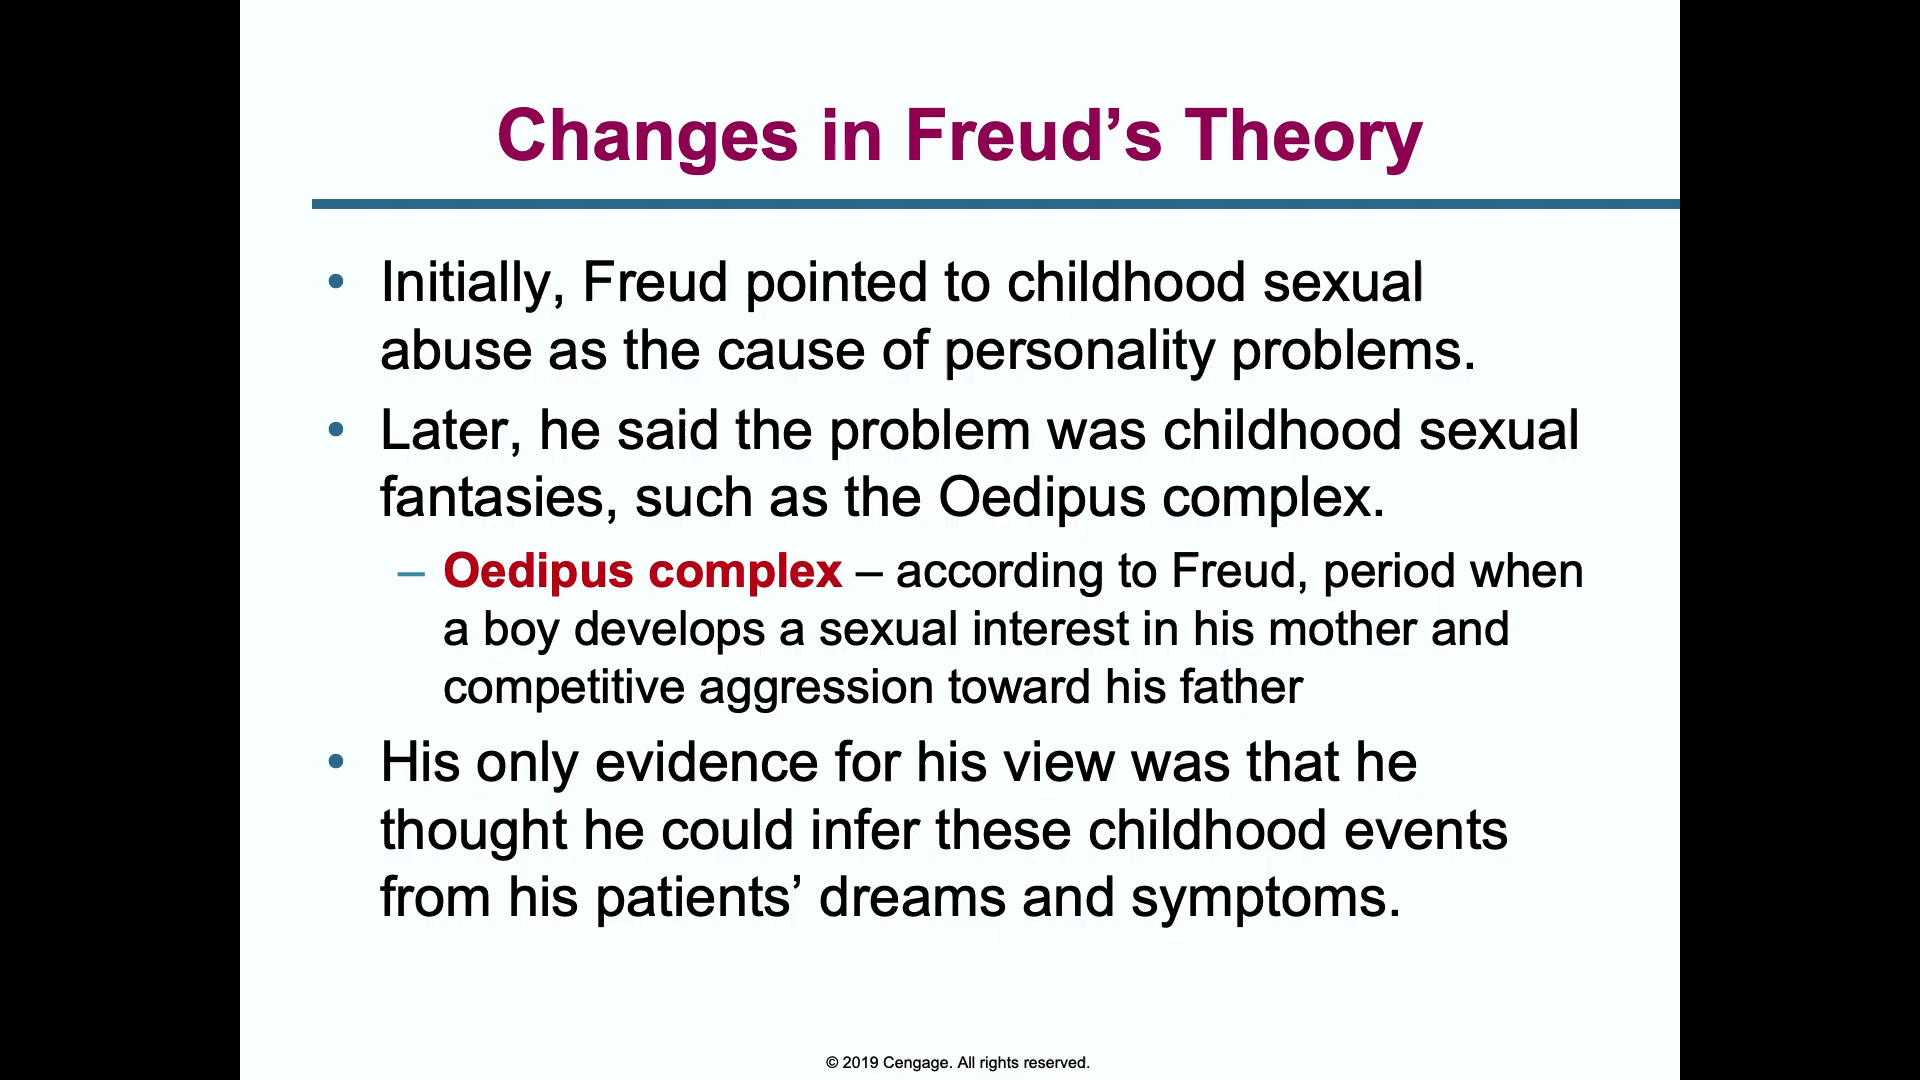 Changes in Freud’s Theory
• Initially, Freud pointed to childhood sexual
abuse as the cause of personality problems.
• Later, he said the problem was childhood sexual
fantasies, such as the Oedipus complex.
– Oedipus complex – according to Freud, period when
a boy develops a sexual interest in his mother and
competitive aggression toward his father
• His only evidence for his view was that he
thought he could infer these childhood events
from his patients’ dreams and symptoms.
© 2019 Cengage. All rights reserved.